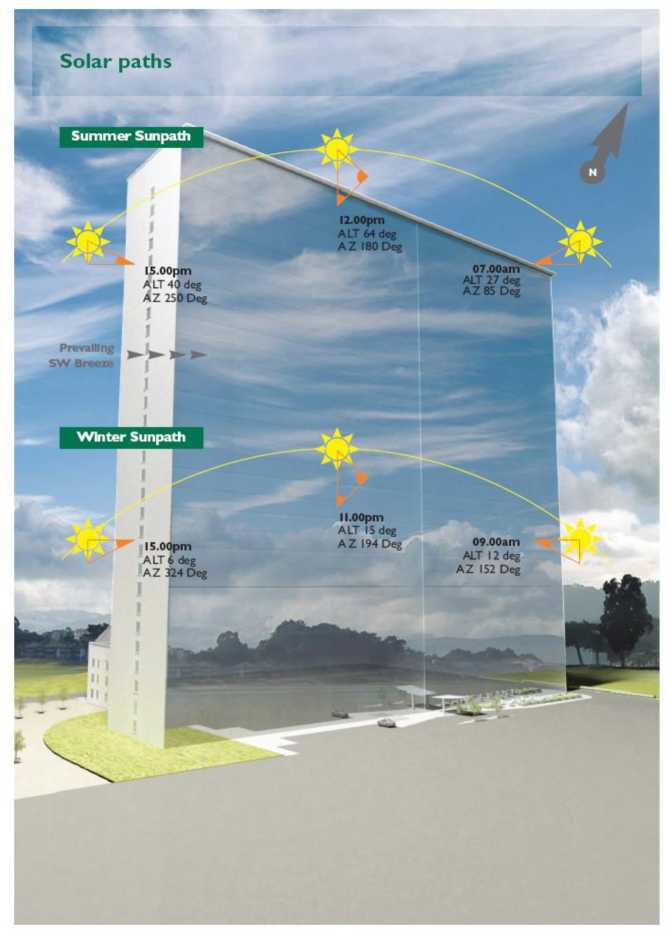 Solar paths
Summer Sunpath
N
12.00pm
ALT 64 deg
AZ 180 Deg
15.00pm
ALT 40 deg
AZ 250 Deg
07.00am
ALT 27 deg
AZ 85 Deg
Prevailing
SW Breeze
Winter Sunpath
11.00pm
ALT 15 deg
AZ 194 Deg
15.00pm
ALT 6 deg
AZ 324 Deg
09.00am
ALT 12 deg
AZ 152 Deg